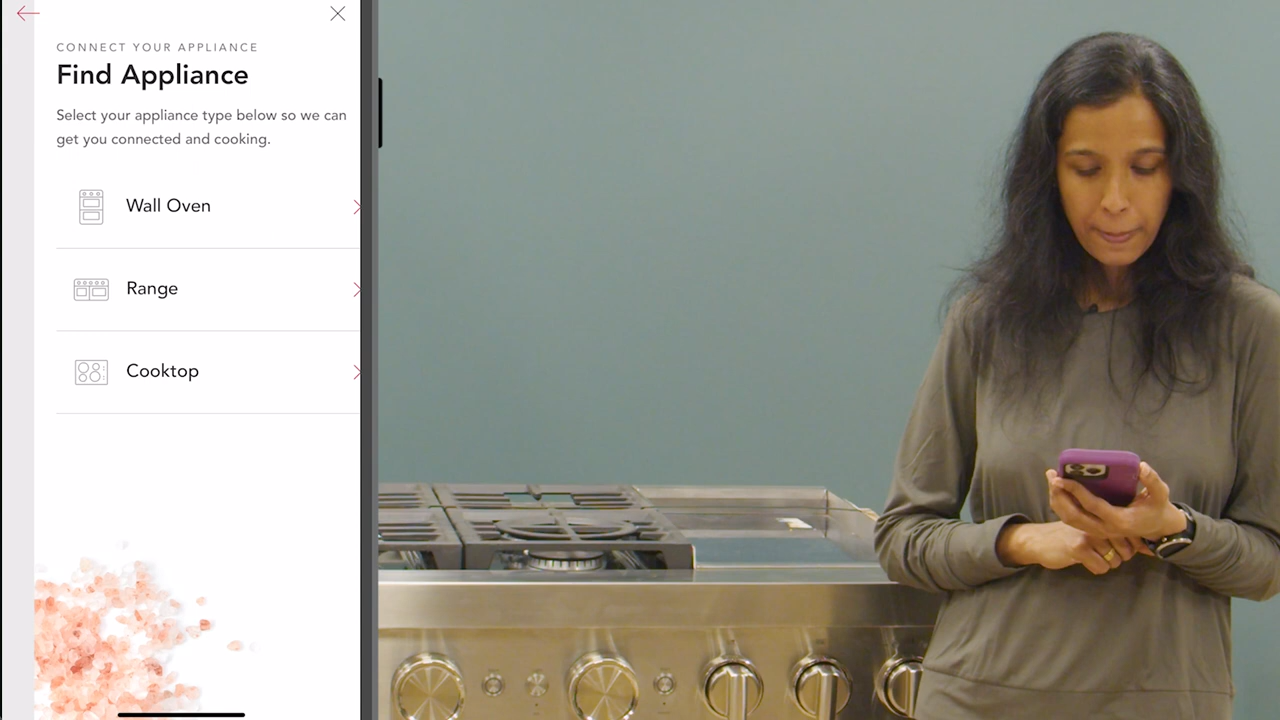 CONNECT YOUR APPLIANCE
Find Appliance
Select your appliance type below so we can
get you connected and cooking.
Wall Oven
Range
Cooktop